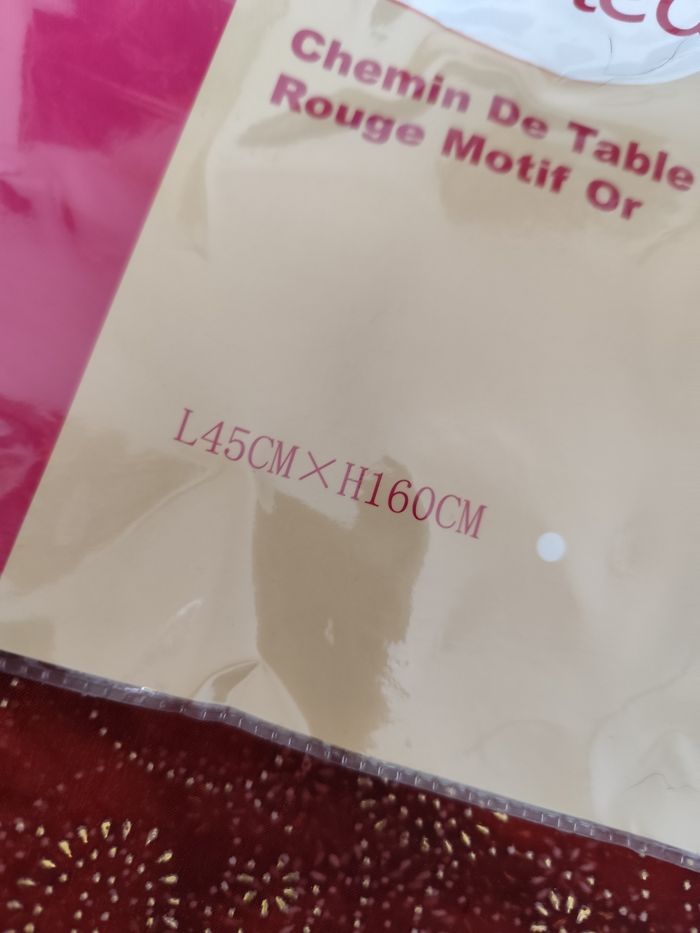 Chemin De Table
Rouge Motif Or
L45CM×H160CM